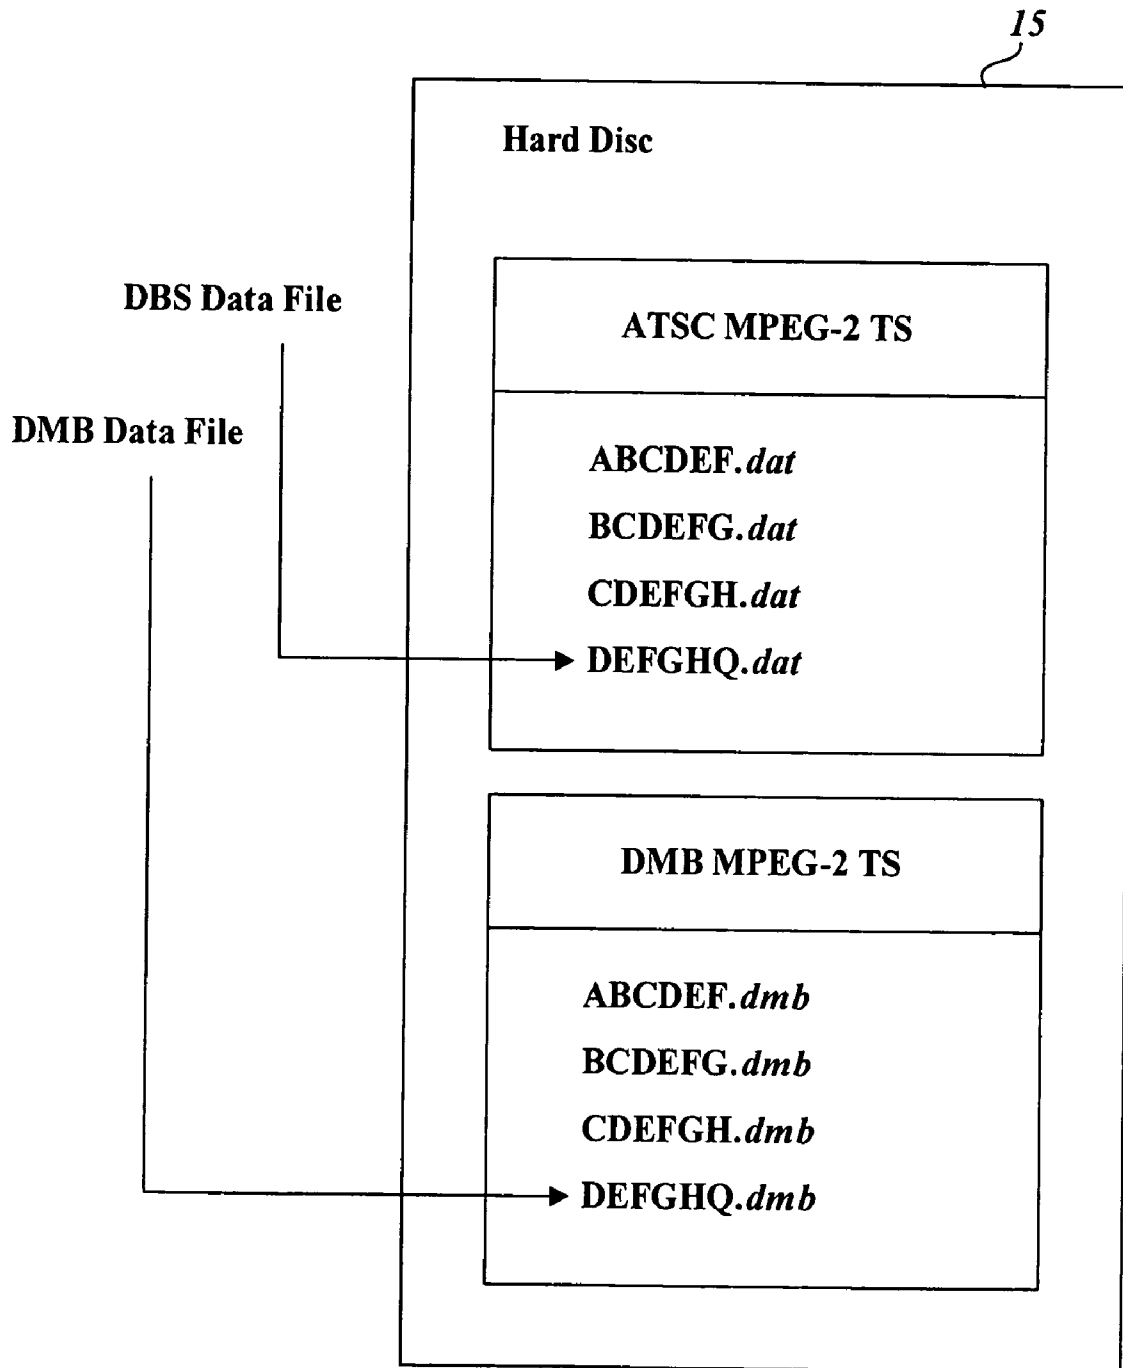 15
Hard Disc
DBS Data File
ATSC MPEG-2 TS
DMB Data File
ABCDEF.dat
BCDEFG.dat
CDEFGH.dat
DEFGHQ.dat
DMB MPEG-2 TS
ABCDEF.dmb
BCDEFG.dmb
CDEFGH.dmb
DEFGHQ.dmb